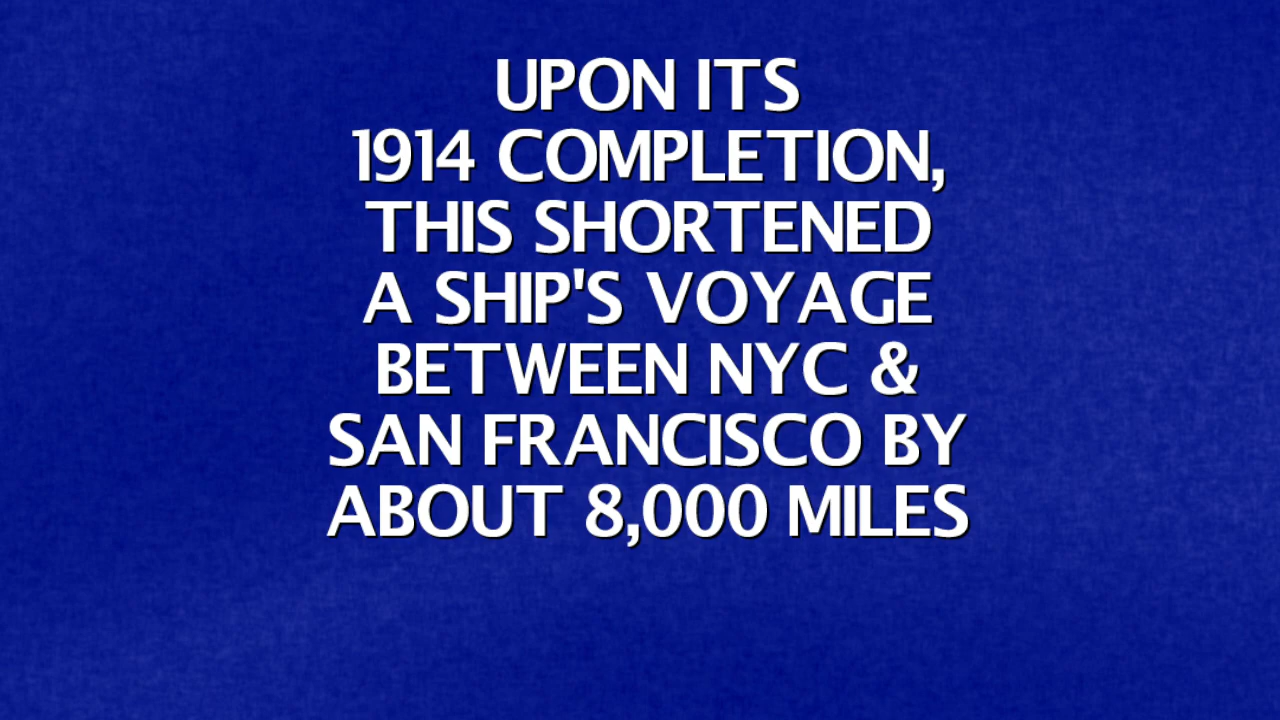 UPON ITS
1914 COMPLETION,
THIS SHORTENED
A SHIP'S VOYAGE
BETWEEN NYC &
SAN FRANCISCO BY
ABOUT 8,000 MILES